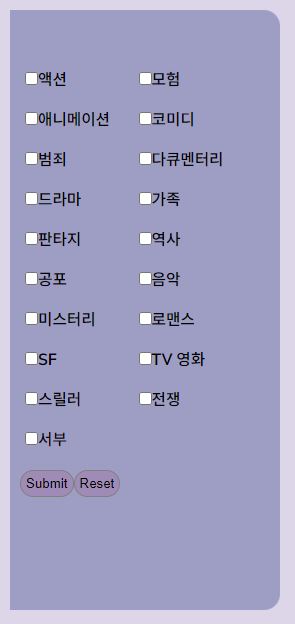 액션 모험
애니메이션 코미디
범죄 다큐멘터리
드라마 가족
판타지 역사
공포 음악
미스터리 로맨스
SF TV 영화
스릴러 전쟁
서부
Submit Reset